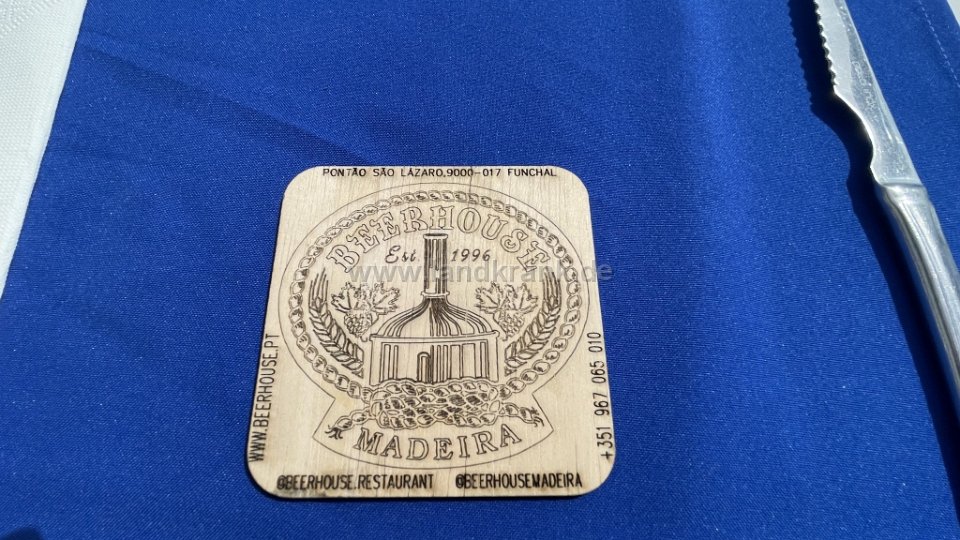 PONTÃO SÃO LÁZARO,9000-017 FUNCHAL
BEERHOUSE
Est. 1996
www.landkrank.de
MADEIRA
WWW.BEERHOUSE.PT
+351 967 065 010
@BEERHOUSE.RESTAURANT @BEERHOUSEMADEIRA